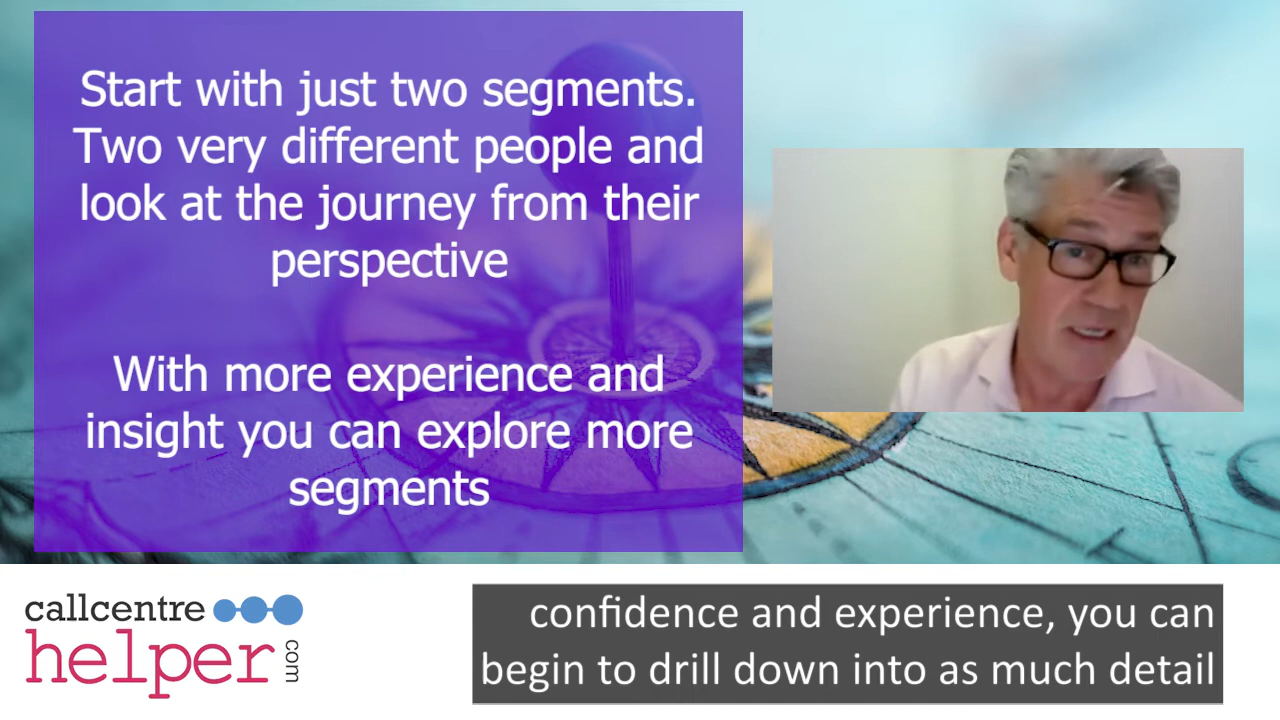 Start with just two segments.
Two very different people and
look at the journey from their
perspective
With more experience and
insight you can explore more
segments
callcentre
helper
com
confidence and experience, you can
begin to drill down into as much detail